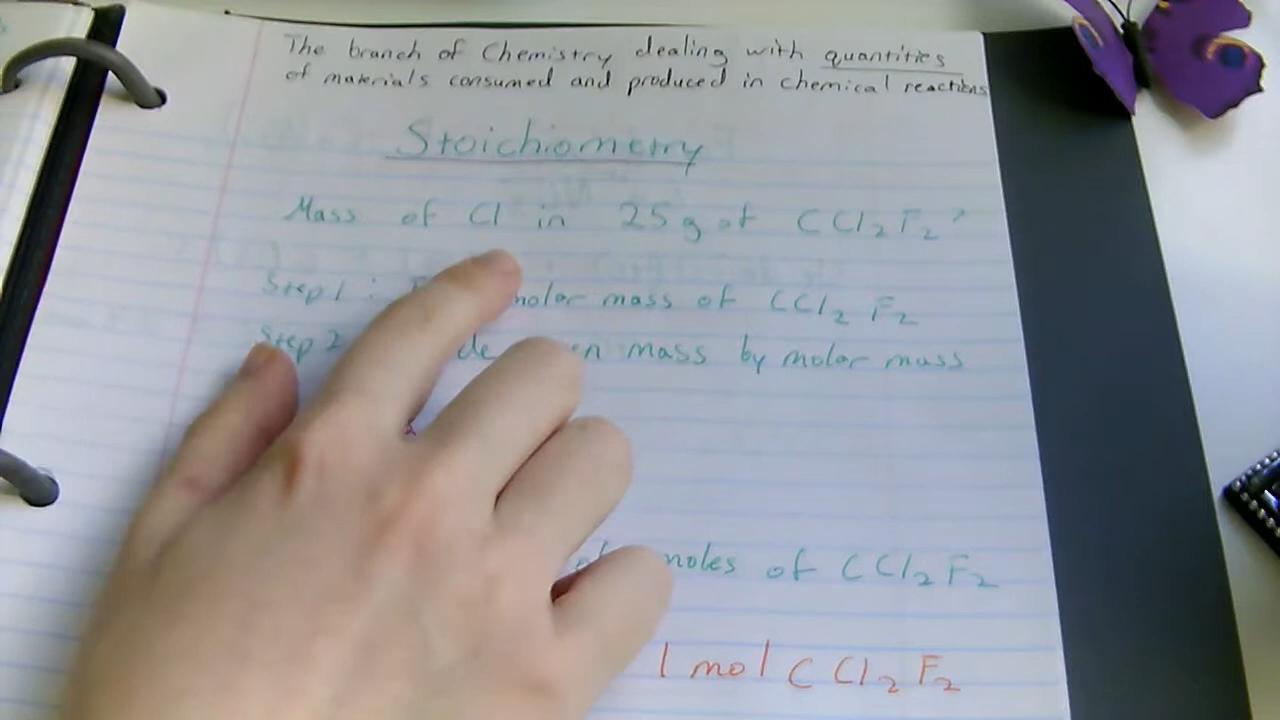 The branch of Chemistry dealing with quantities
of materials consumed and produced in chemical reactions
Stoichiometry
Mass of Cl in 25 g of CCl₂F₂?
Step 1: molar mass of CCl₂F₂
Step 2 mass by molar mass
moles of CCl₂F₂
1 mol CCl₂F₂